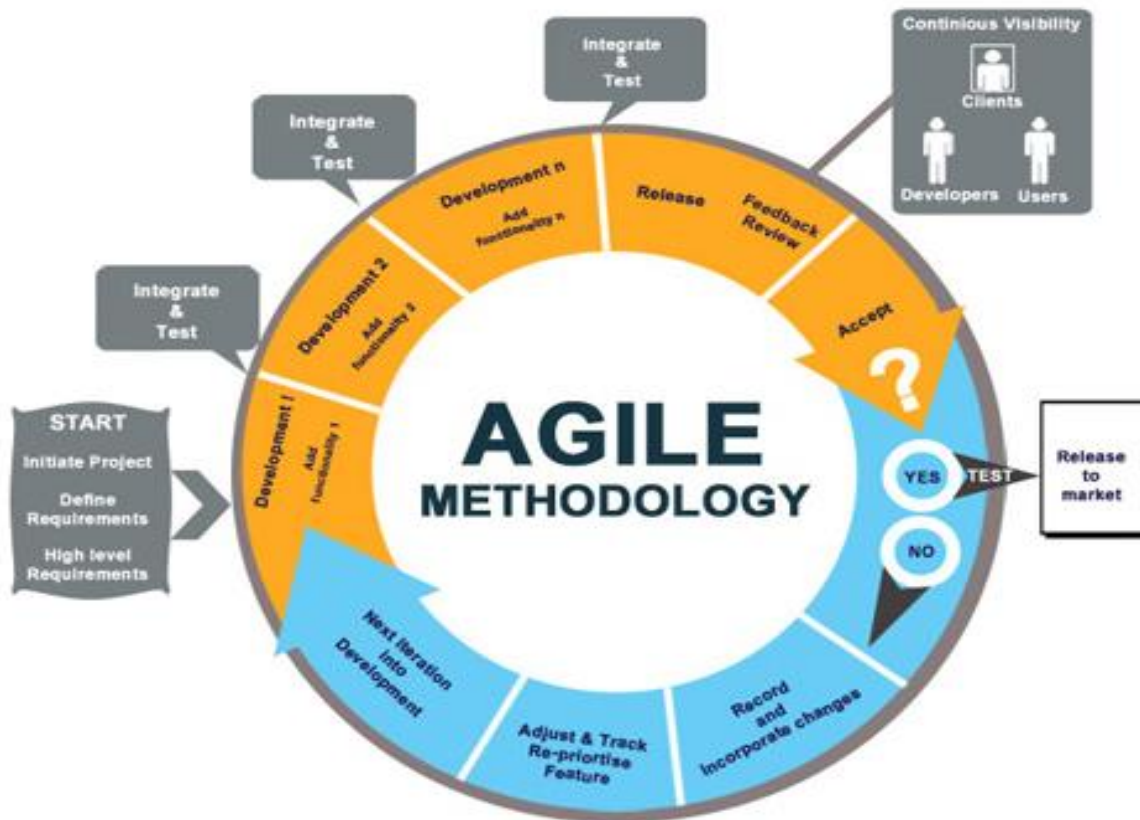 Continious Visibility
Clients
Developers
Users
Integrate
&
Test
Integrate
&
Test
Integrate
&
Test
START
Initiate Project
Define
Requirements
High level
Requirements
Development I
Add
functionality 1
Development 2
Add
functionality 2
Development n
Add
functionality n
Release
Feedback
Review
Accept
?
YES
TEST
Release
to
market
NO
Record
and
Incorporate changes
Adjust & Track
Re-priortise
Feature
Next iteration
into
Development
AGILE
METHODOLOGY